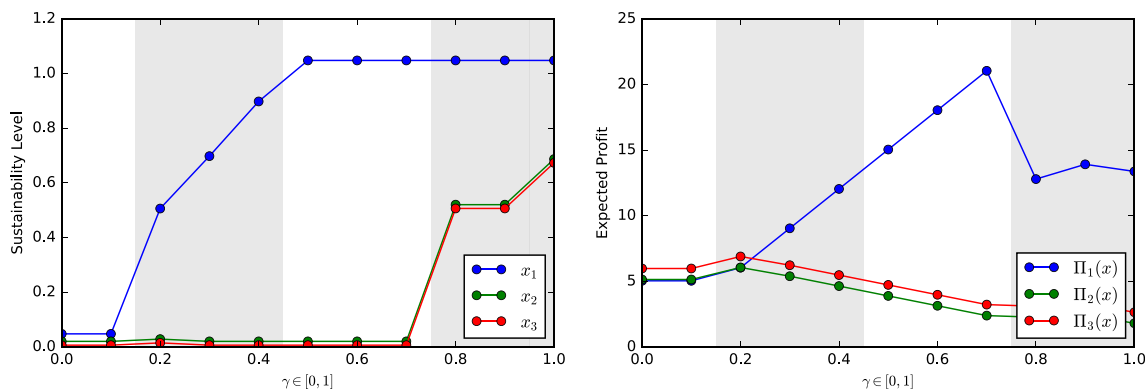 1.2
1.0
0.8
0.6
0.4
0.2
0.0
Sustainability Level
0.0 0.2 0.4 0.6 0.8 1.0
γ∈[0,1]
x₁
x₂
x₃
25
20
15
10
5
0
Expected Profit
0.0 0.2 0.4 0.6 0.8 1.0
γ∈[0,1]
Π₁(x)
Π₂(x)
Π₃(x)